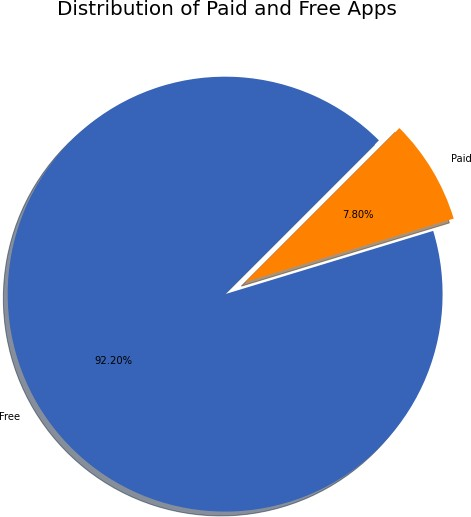 Distribution of Paid and Free Apps
Paid
7.80%
92.20%
Free